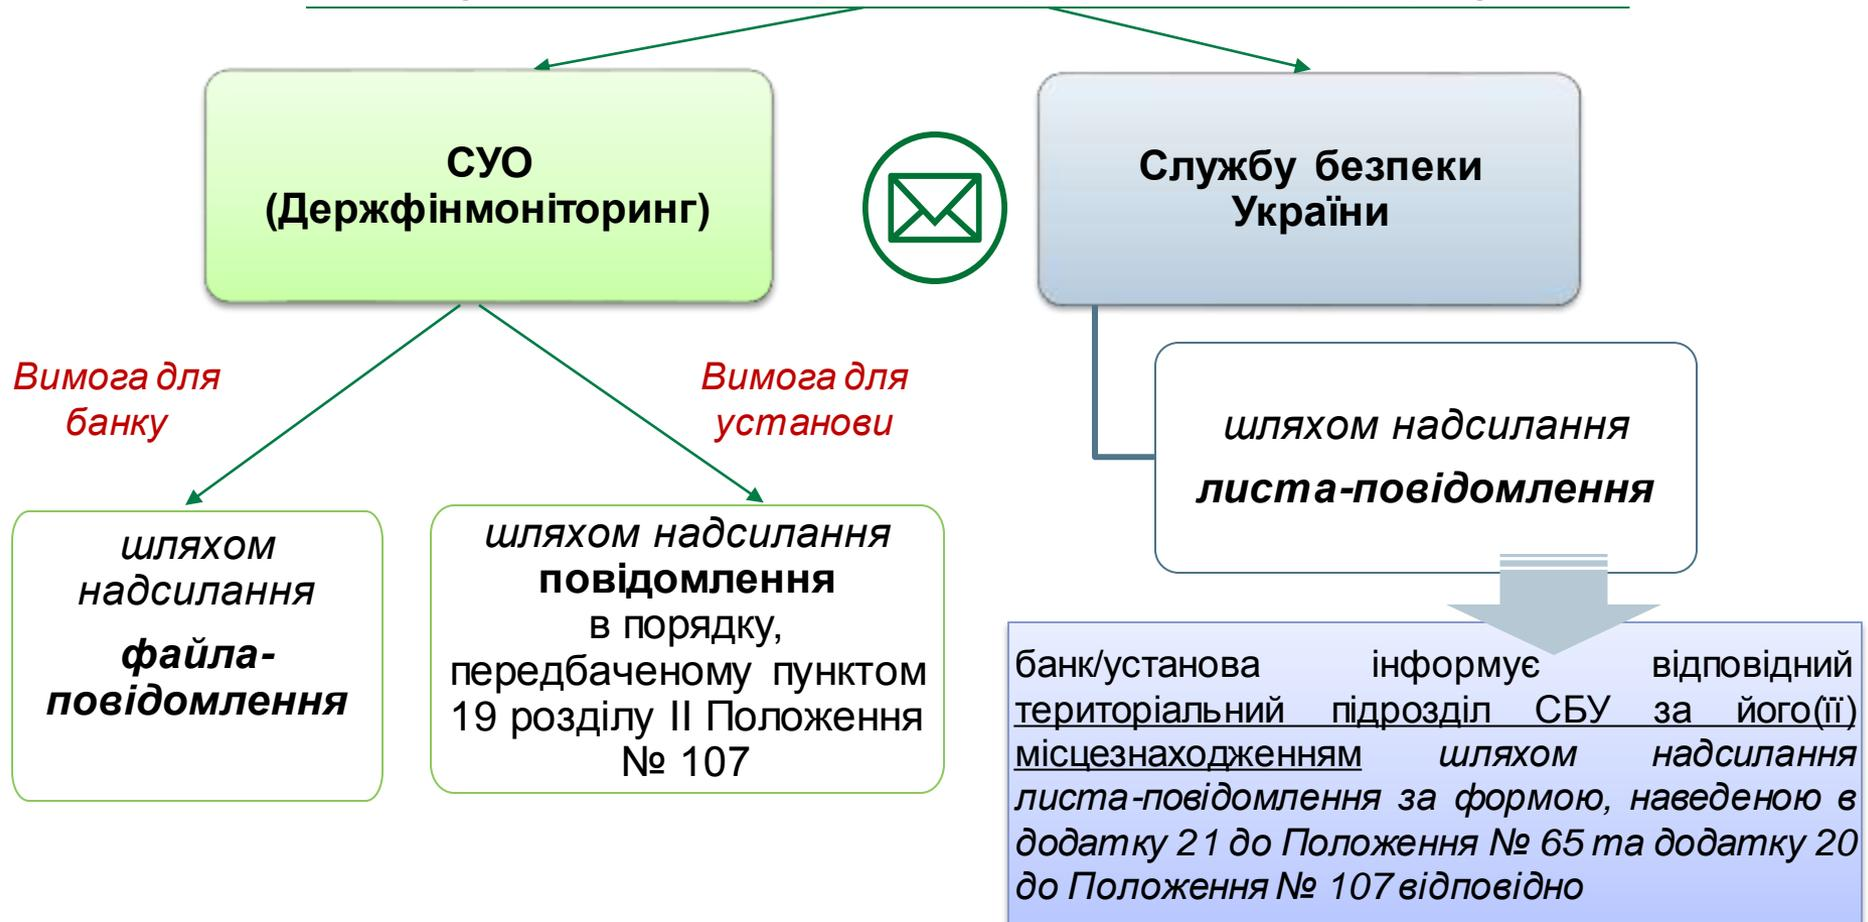 СУО
(Держфінмоніторинг)
Службу безпеки
України
Вимога для
банку
Вимога для
установи
шляхом
надсилання
файла-
повідомлення
шляхом надсилання
повідомлення
в порядку,
передбаченому пунктом
19 розділу II Положення
№ 107
шляхом надсилання
листа-повідомлення
банк/установа інформує відповідний
територіальний підрозділ СБУ за його(її)
місцезнаходженням шляхом надсилання
листа-повідомлення за формою, наведеною в
додатку 21 до Положення № 65 та додатку 20
до Положення № 107 відповідно